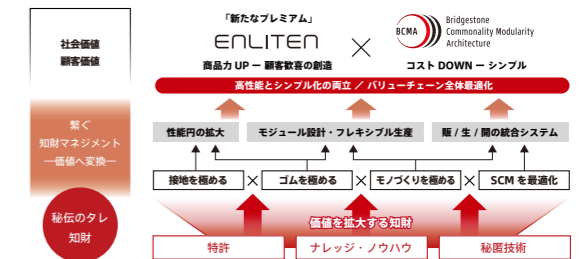 社会価値
顧客価値
「新たなプレミアム」
ENLITEN
×
BCMA
Bridgestone
Commonality Modularity
Architecture
商品力 UP ー 顧客歓喜の創造
コスト DOWN ー シンプル
高性能とシンプル化の両立 ／ バリューチェーン全体最適化
繋ぐ
知財マネジメント
―価値へ変換―
性能円の拡大
モジュール設計・フレキシブル生産
販 / 生 / 開の統合システム
接地を極める × ゴムを極める × モノづくりを極める × SCM を最適化
秘伝のタレ
知財
価値を拡大する知財
特許
ナレッジ・ノウハウ
秘匿技術